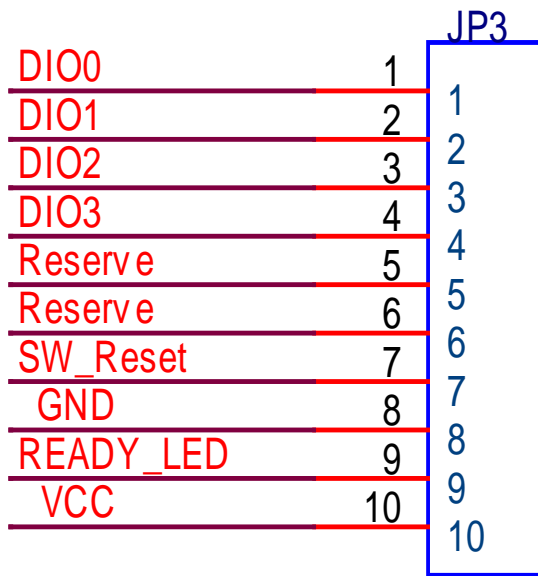 JP3
DIO0 1 1
DIO1 2 2
DIO2 3 3
DIO3 4 4
Reserve 5 5
Reserve 6 6
SW_Reset 7 7
GND 8 8
READY_LED 9 9
VCC 10 10